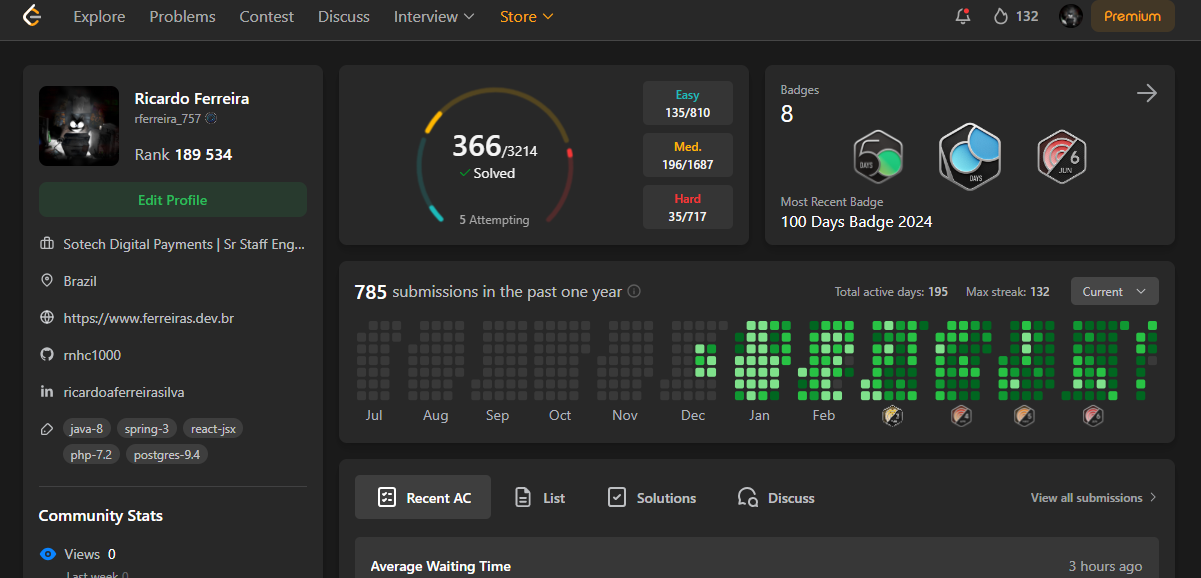 Explore Problems Contest Discuss Interview Store 132 Premium
Ricardo Ferreira
rferreira_757
Rank 189 534
Edit Profile
Sotech Digital Payments | Sr Staff Eng...
Brazil
https://www.ferreiras.dev.br
rnhc1000
ricardoaferreirasilva
java-8 spring-3 react-jsx
php-7.2 postgres-9.4
Community Stats
Views 0
Last week 0
366/3214
Solved
5 Attempting
Easy
135/810
Med.
196/1687
Hard
35/717
Badges
8
50
DAYS
DAYS
6
JUN
Most Recent Badge
100 Days Badge 2024
785 submissions in the past one year
Total active days: 195 Max streak: 132 Current
Jul Aug Sep Oct Nov Dec Jan Feb
Recent AC List Solutions Discuss View all submissions
Average Waiting Time 3 hours ago